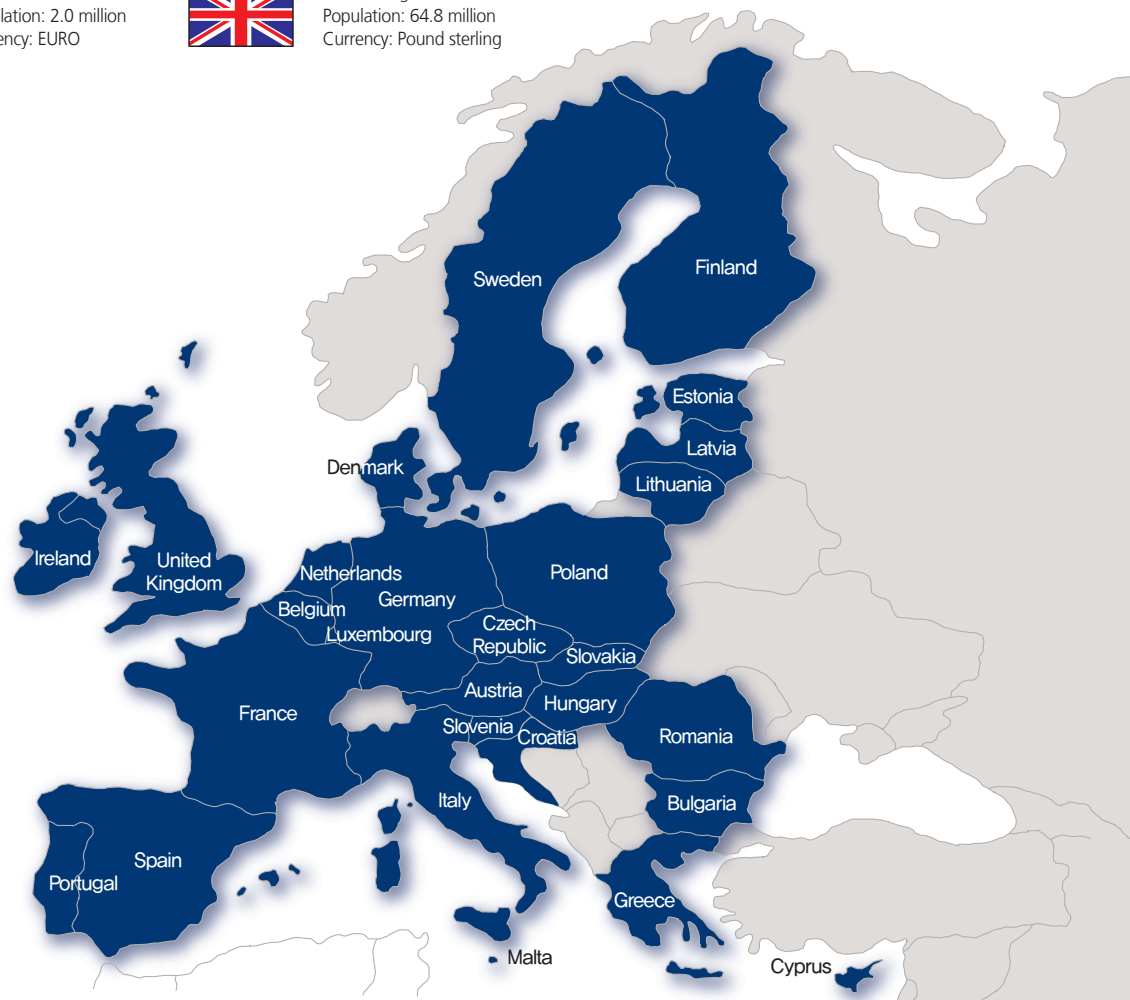 lation: 2.0 million
ency: EURO
Population: 64.8 million
Currency: Pound sterling
Sweden
Finland
Estonia
Latvia
Lithuania
Denmark
Ireland
United
Kingdom
Netherlands
Poland
Belgium
Germany
Luxembourg
Czech
Republic
Slovakia
Austria
Hungary
France
Slovenia
Croatia
Romania
Italy
Bulgaria
Spain
Portugal
Greece
Malta
Cyprus